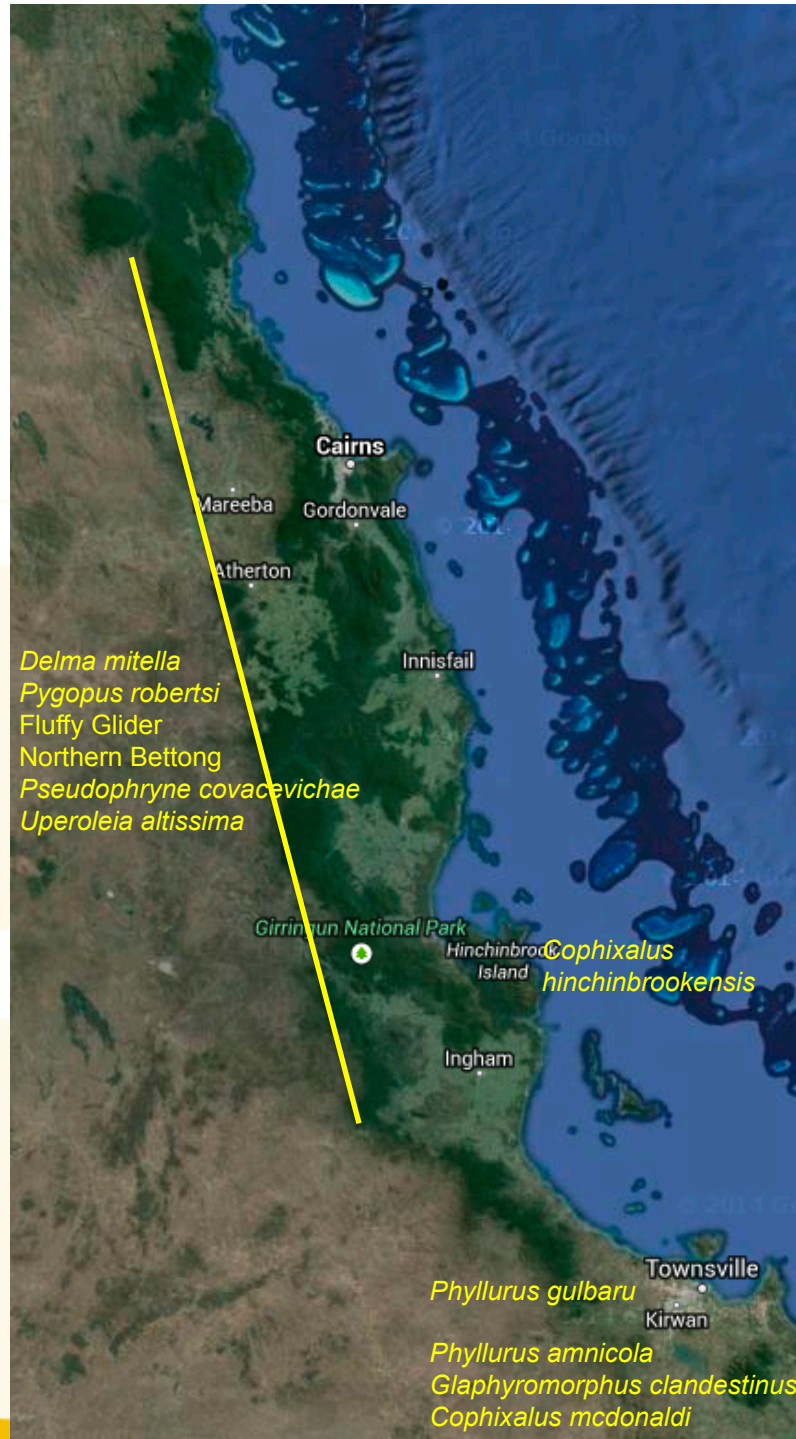 Cairns
Mareeba
Gordonvale
Atherton
Innisfail
Delma mitella
Pygopus robertsi
Fluffy Glider
Northern Bettong
Pseudophryne covacevichae
Uperoleia altissima
Girringun National Park
Hinchinbrook
Island
Cophixalus
hinchinbrookensis
Ingham
Townsville
Kirwan
Phyllurus gulbaru
Phyllurus amnicola
Glaphyromorphus clandestinus
Cophixalus mcdonaldi